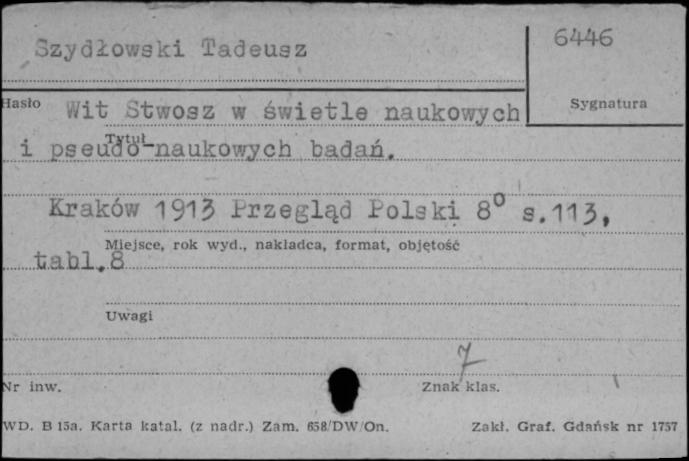 6446
Szydłowski Tadeusz
Hasło
Sygnatura
Wit Stwosz w świetle naukowych
Tytuł
i pseudo-naukowych badań.
Kraków 1913 Przegląd Polski 8⁰ s.113,
Miejsce, rok wyd., nakładca, format, objętość
tabl.8
Uwagi
7
Nr inw.
Znak klas.
WD. B 15a. Karta katal. (z nadr.) Zam. 658/DW/On.
Zakł. Graf. Gdańsk nr 1757